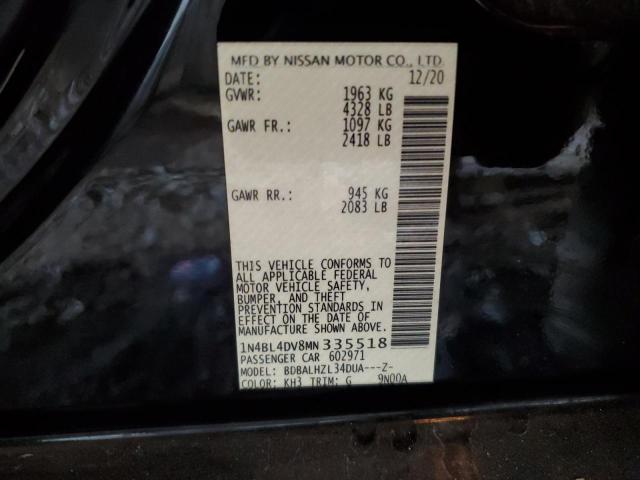 MFD BY NISSAN MOTOR CO., LTD.
DATE: 12/20
GVWR: 1963 KG
4328 LB
GAWR FR.: 1097 KG
2418 LB
GAWR RR.: 945 KG
2083 LB
THIS VEHICLE CONFORMS TO
ALL APPLICABLE FEDERAL
MOTOR VEHICLE SAFETY,
BUMPER, AND THEFT
PREVENTION STANDARDS IN
EFFECT ON THE DATE OF
MANUFACTURE SHOWN ABOVE.
1N4BL4DV8MN335518
PASSENGER CAR 602971
MODEL: BDBALHZL34DUA---Z-
COLOR: KH3 TRIM: G 9N00A